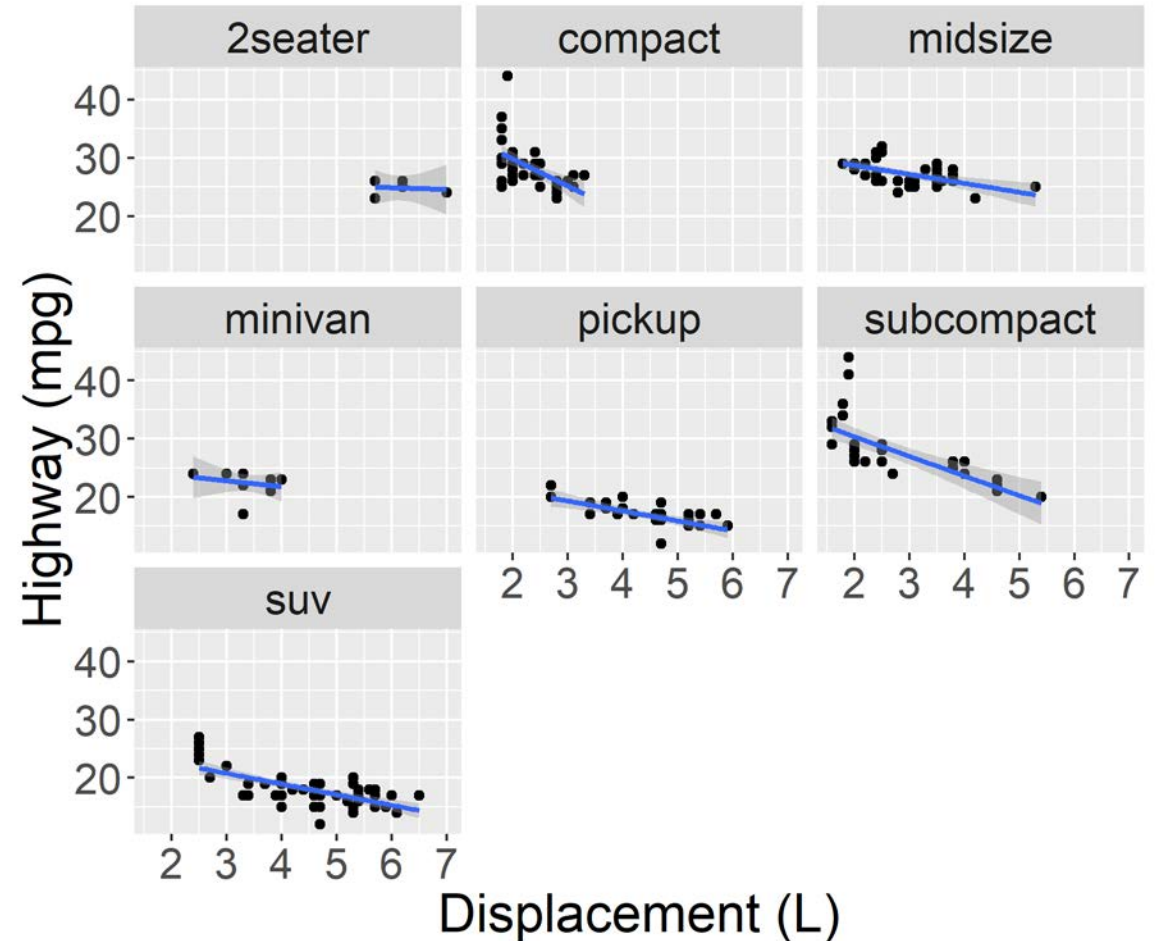 2seater compact midsize
40
30
20
minivan pickup subcompact
40
30
20
2 3 4 5 6 7 2 3 4 5 6 7
suv
40
30
20
2 3 4 5 6 7
Highway (mpg)
Displacement (L)